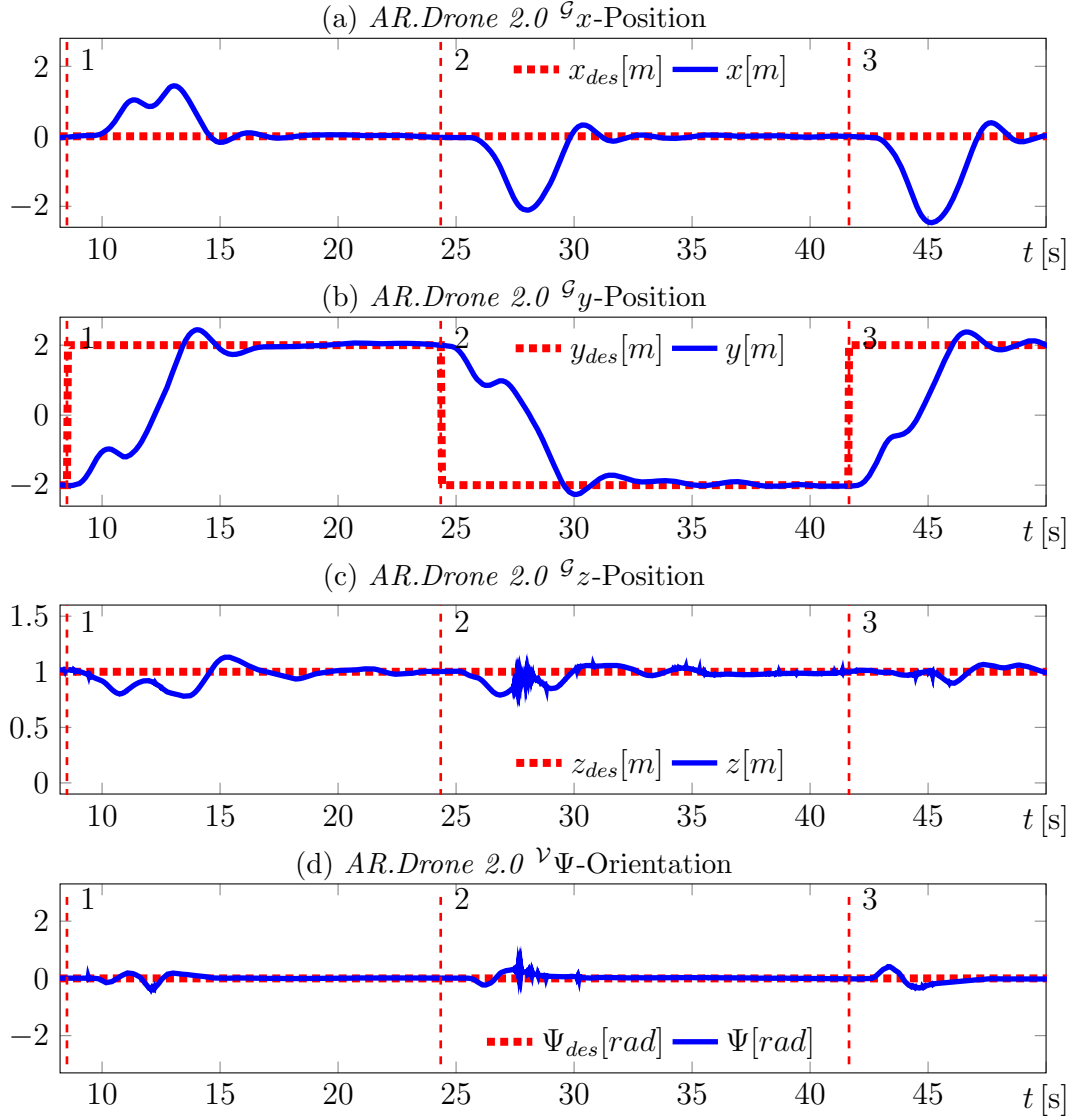 (a) AR.Drone 2.0 ᴳx-Position
1 2 3
x_des[m] x[m]
2
0
−2
10 15 20 25 30 35 40 45 t [s]
(b) AR.Drone 2.0 ᴳy-Position
1 2 3
y_des[m] y[m]
2
0
−2
10 15 20 25 30 35 40 45 t [s]
(c) AR.Drone 2.0 ᴳz-Position
1.5
1 2 3
1
0.5
z_des[m] z[m]
0
10 15 20 25 30 35 40 45 t [s]
(d) AR.Drone 2.0 ⱽΨ-Orientation
1 2 3
2
0
−2
Ψ_des[rad] Ψ[rad]
10 15 20 25 30 35 40 45 t [s]